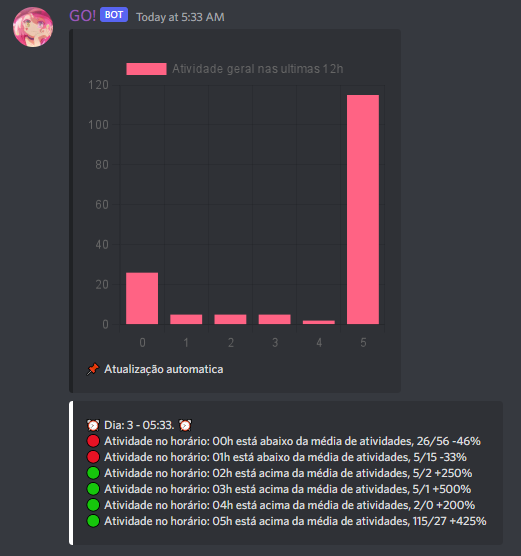 GO! BOT Today at 5:33 AM
Atividade geral nas ultimas 12h
120
100
80
60
40
20
0
0 1 2 3 4 5
📌 Atualização automatica
⏰ Dia: 3 - 05:33. ⏰
🔴 Atividade no horário: 00h está abaixo da média de atividades, 26/56 -46%
🔴 Atividade no horário: 01h está abaixo da média de atividades, 5/15 -33%
🟢 Atividade no horário: 02h está acima da média de atividades, 5/2 +250%
🟢 Atividade no horário: 03h está acima da média de atividades, 5/1 +500%
🟢 Atividade no horário: 04h está acima da média de atividades, 2/0 +200%
🟢 Atividade no horário: 05h está acima da média de atividades, 115/27 +425%